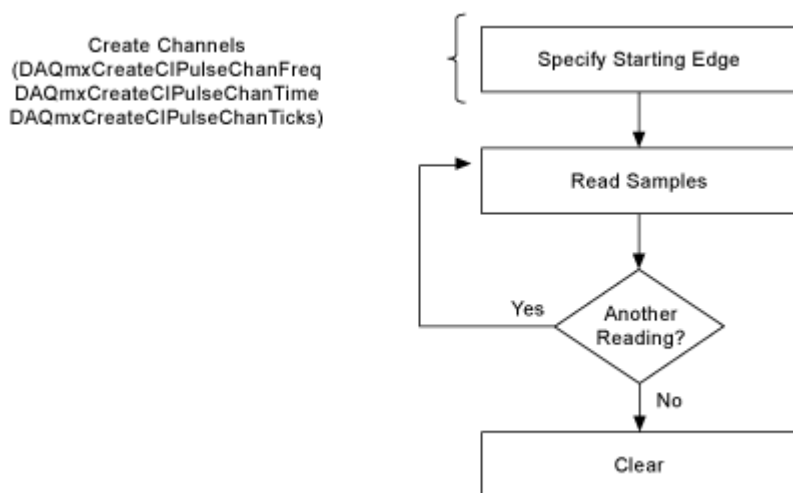 Create Channels
(DAQmxCreateCIPulseChanFreq
DAQmxCreateCIPulseChanTime
DAQmxCreateCIPulseChanTicks)
Specify Starting Edge
Read Samples
Yes
Another
Reading?
No
Clear